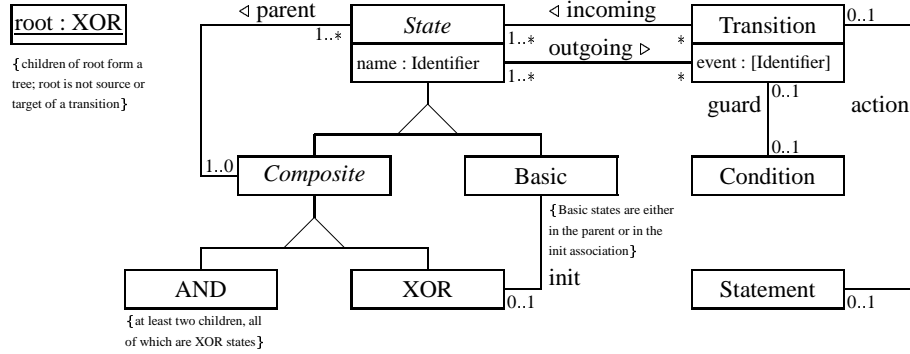 root : XOR
{children of root form a
tree; root is not source or
target of a transition}
◁ parent
1..*
1..0
State
name : Identifier
◁ incoming
1..*
*
outgoing ▷
1..*
*
Transition
event : [Identifier]
0..1
guard
0..1
0..1
action
Composite
Basic
Condition
{Basic states are either
in the parent or in the
init association}
init
0..1
AND
XOR
Statement
0..1
{at least two children, all
of which are XOR states}